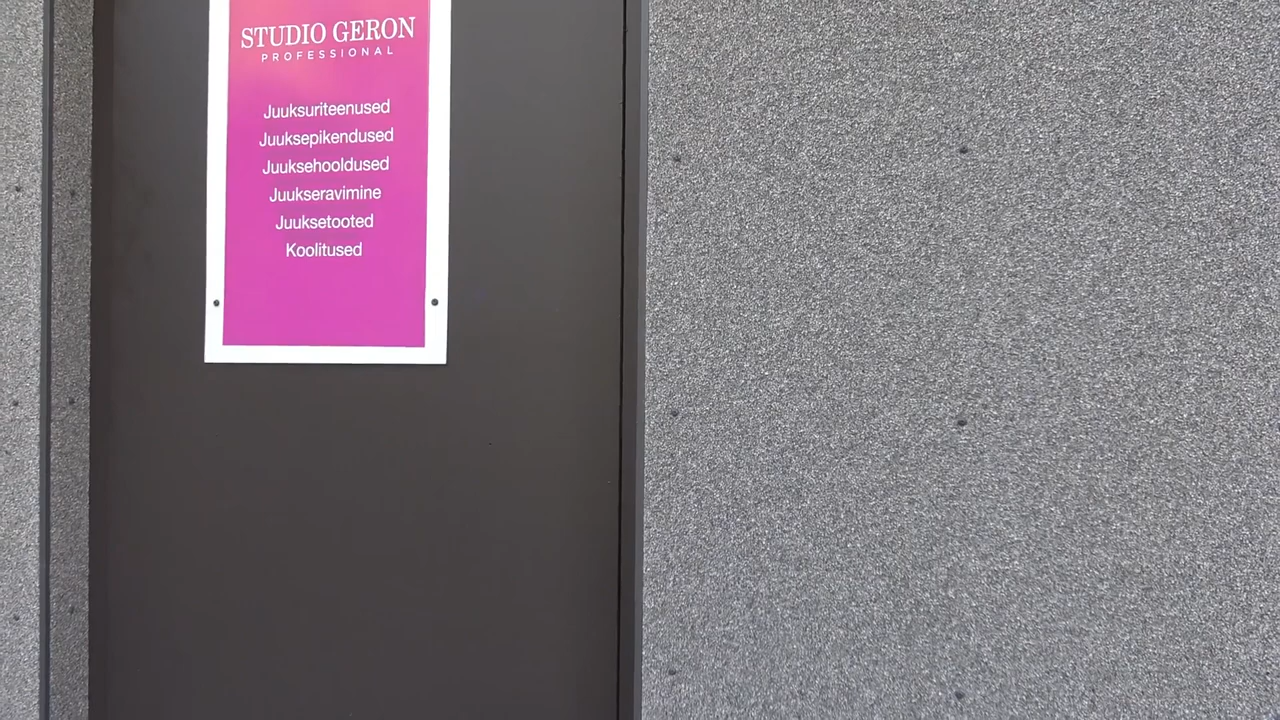 STUDIO GERON
PROFESSIONAL
Juuksuriteenused
Juuksepikendused
Juuksehooldused
Juukseravimine
Juuksetooted
Koolitused